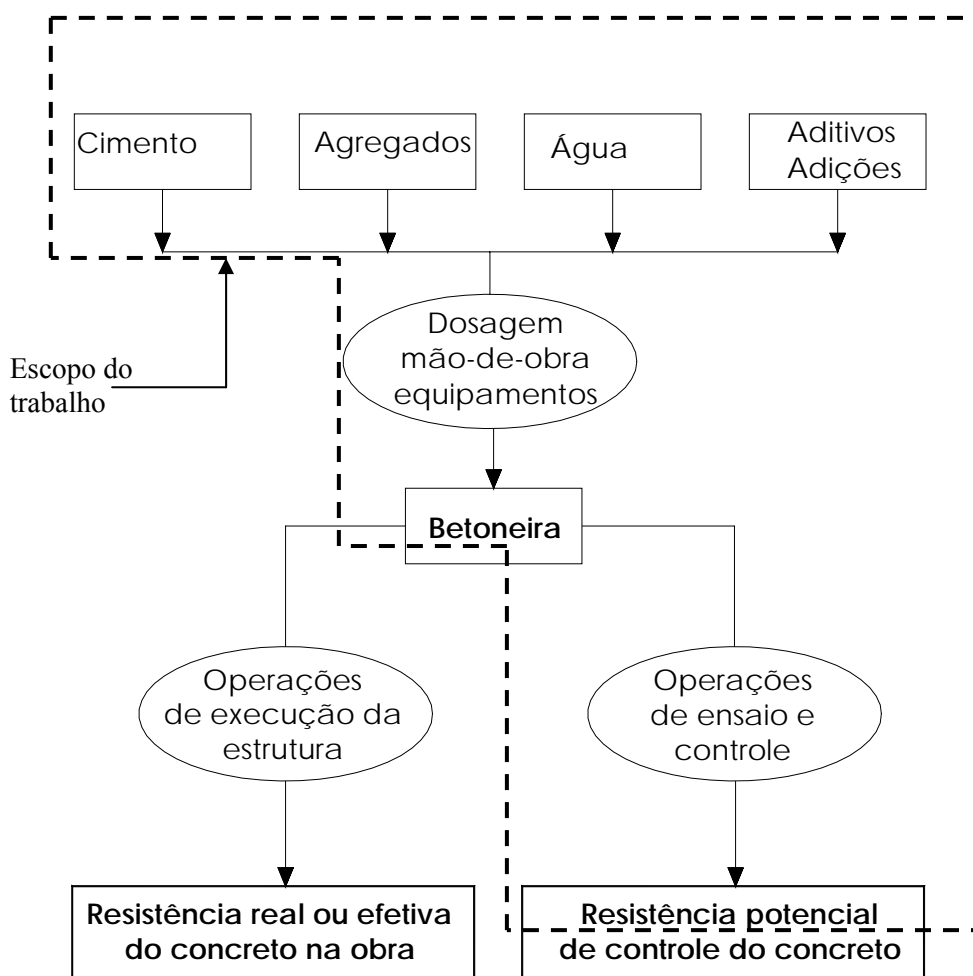 Cimento
Agregados
Água
Aditivos
Adições
Dosagem
mão-de-obra
equipamentos
Escopo do
trabalho
Betoneira
Operações
de execução da
estrutura
Operações
de ensaio e
controle
Resistência real ou efetiva
do concreto na obra
Resistência potencial
de controle do concreto